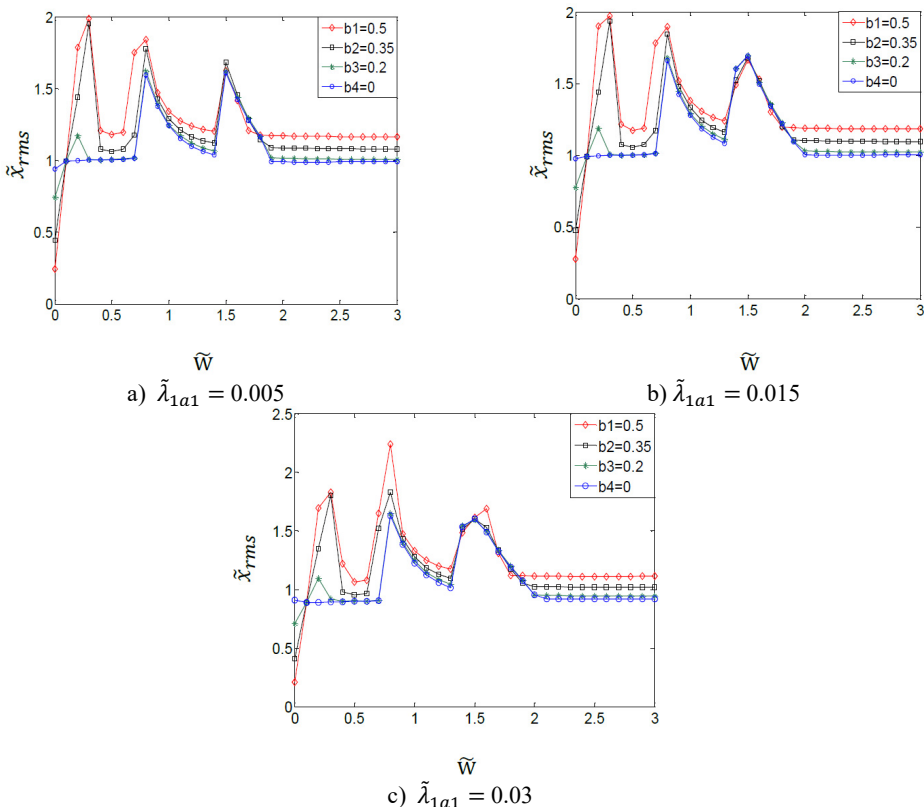 2
1.5
1
0.5
0
x̃rms
0 0.5 1 1.5 2 2.5 3
b1=0.5
b2=0.35
b3=0.2
b4=0
W̃
a) λ̃1a1 = 0.005
2
1.5
1
0.5
0
x̃rms
0 0.5 1 1.5 2 2.5 3
b1=0.5
b2=0.35
b3=0.2
b4=0
W̃
b) λ̃1a1 = 0.015
2.5
2
1.5
1
0.5
0
x̃rms
0 0.5 1 1.5 2 2.5 3
b1=0.5
b2=0.35
b3=0.2
b4=0
W̃
c) λ̃1a1 = 0.03